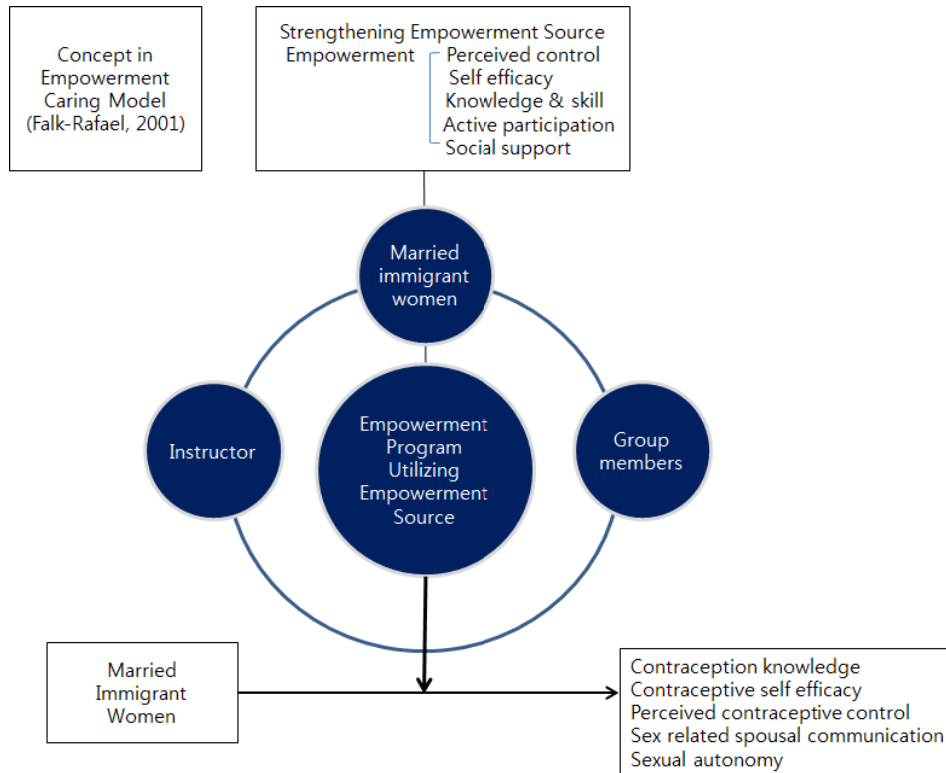 Concept in
Empowerment
Caring Model
(Falk-Rafael, 2001)
Strengthening Empowerment Source
Empowerment Perceived control
Self efficacy
Knowledge & skill
Active participation
Social support
Married
immigrant
women
Instructor
Empowerment
Program
Utilizing
Empowerment
Source
Group
members
Married
Immigrant
Women
Contraception knowledge
Contraceptive self efficacy
Perceived contraceptive control
Sex related spousal communication
Sexual autonomy